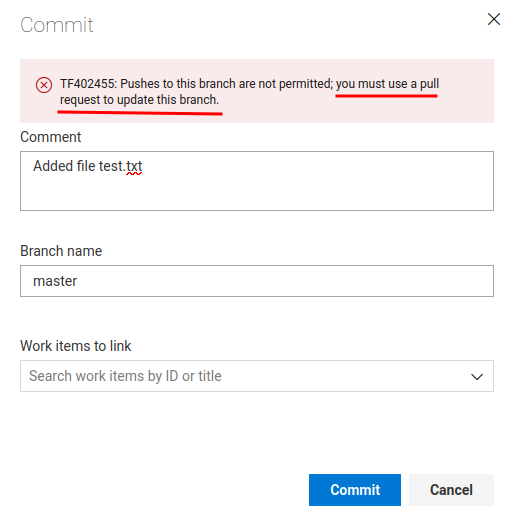 Commit
TF402455: Pushes to this branch are not permitted; you must use a pull
request to update this branch.
Comment
Added file test.txt
Branch name
master
Work items to link
Search work items by ID or title
Commit
Cancel